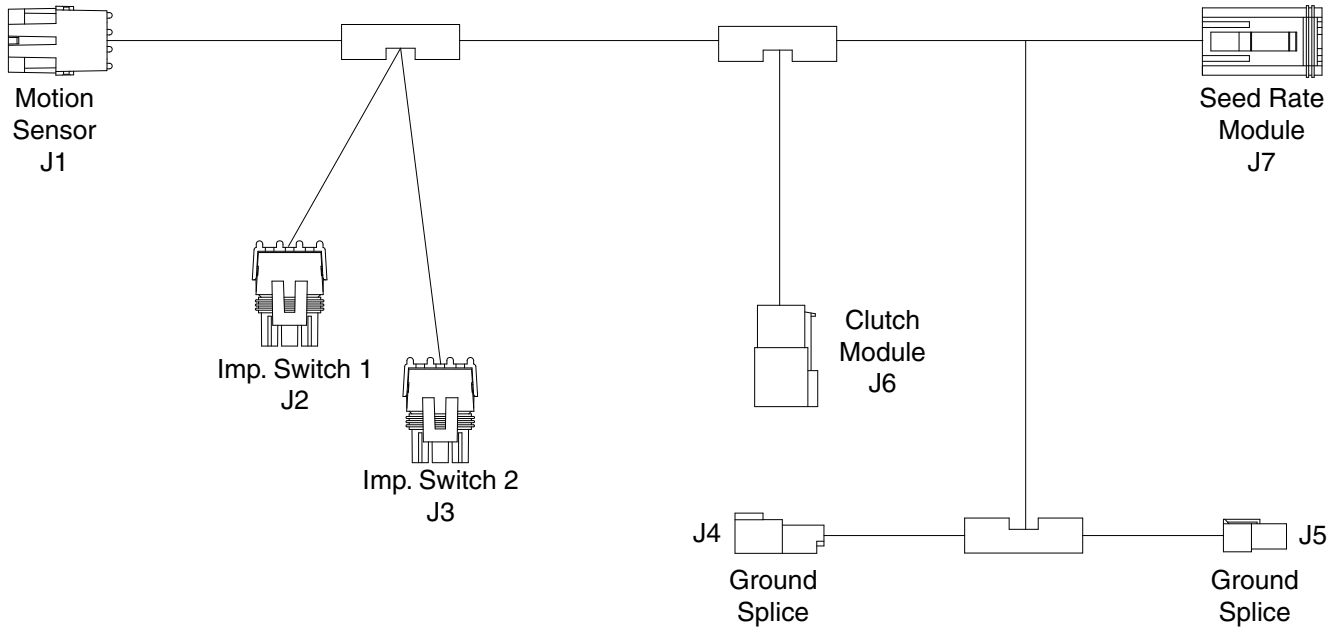 Motion
Sensor
J1
Seed Rate
Module
J7
Imp. Switch 1
J2
Clutch
Module
J6
Imp. Switch 2
J3
J4
Ground
Splice
J5
Ground
Splice